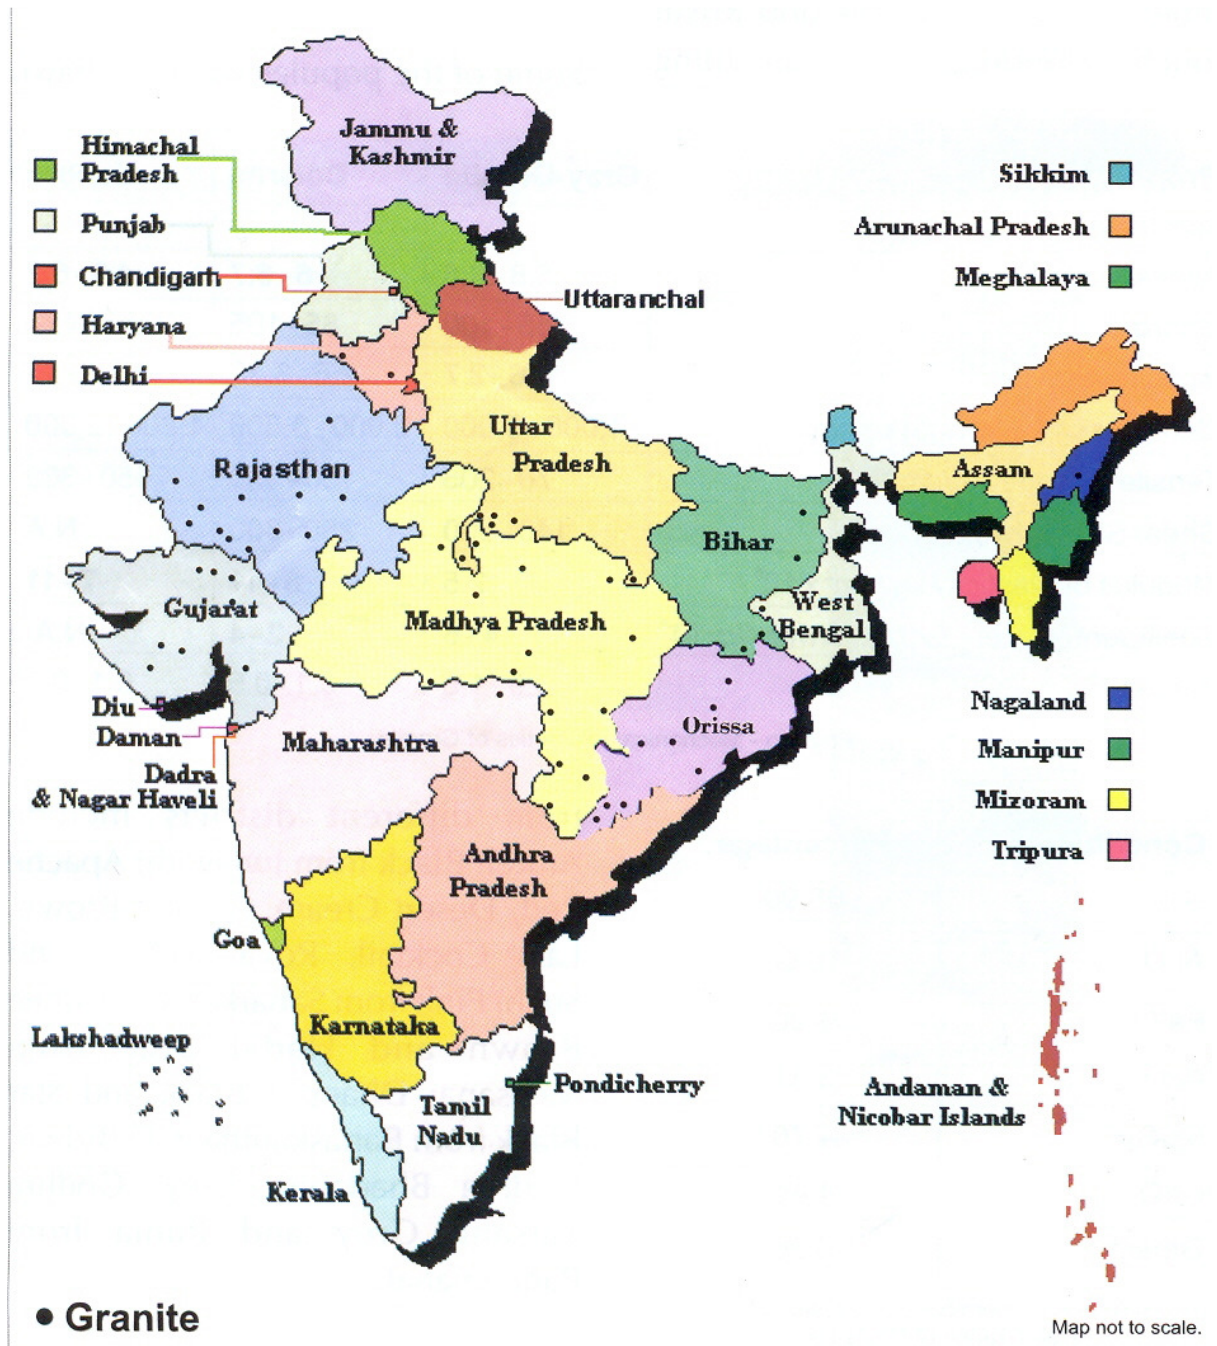 Jammu &
Kashmir
Himachal
Pradesh
Punjab
Chandigarh
Haryana
Delhi
Uttaranchal
Sikkim
Arunachal Pradesh
Meghalaya
Rajasthan
Uttar
Pradesh
Assam
Bihar
Gujarat
Madhya Pradesh
West
Bengal
Diu
Daman
Dadra
& Nagar Haveli
Maharashtra
Orissa
Nagaland
Manipur
Mizoram
Tripura
Andhra
Pradesh
Goa
Karnataka
Lakshadweep
Pondicherry
Tamil
Nadu
Kerala
Andaman &
Nicobar Islands
• Granite
Map not to scale.